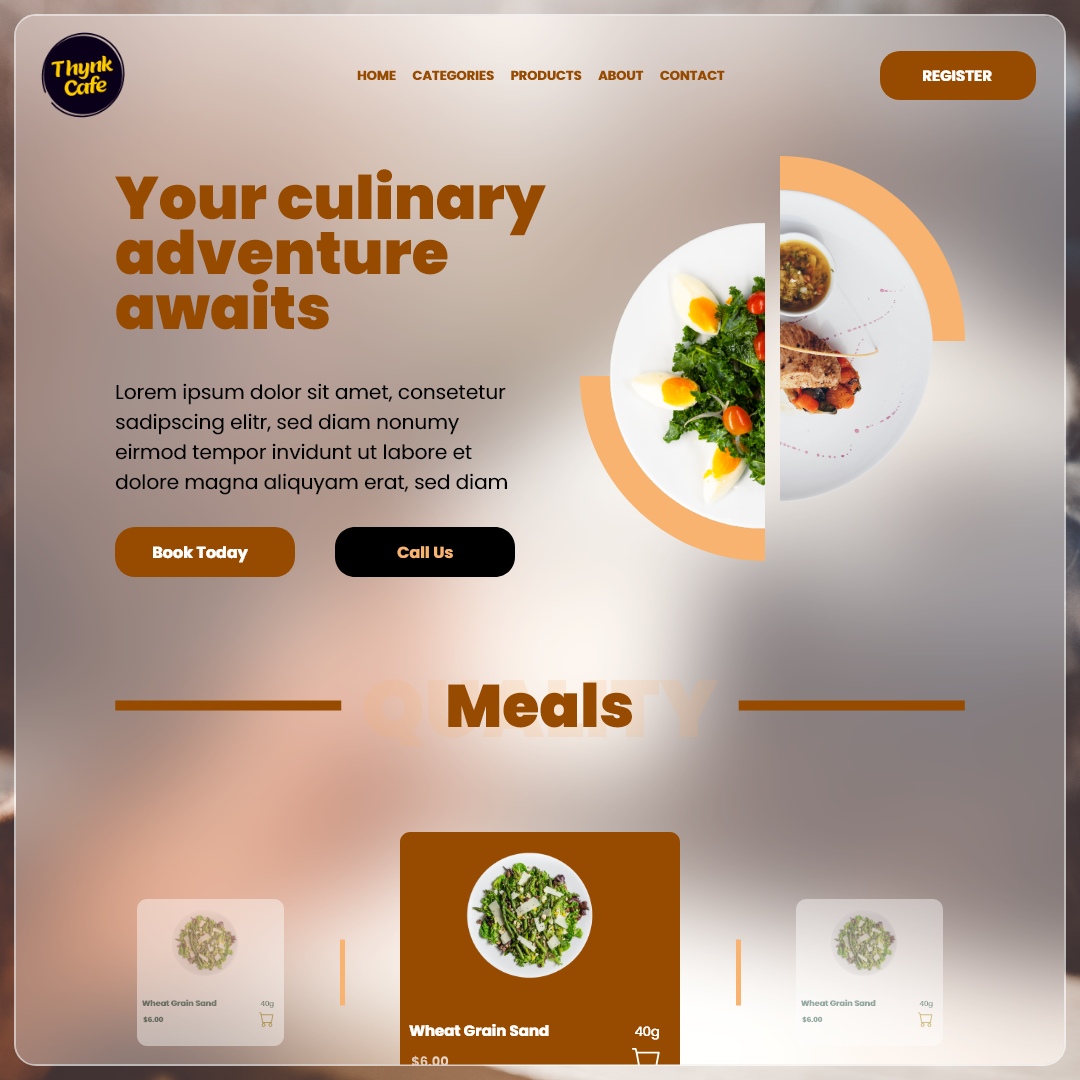 Thynk
Cafe
HOME CATEGORIES PRODUCTS ABOUT CONTACT
REGISTER
Your culinary
adventure
awaits
Lorem ipsum dolor sit amet, consetetur
sadipscing elitr, sed diam nonumy
eirmod tempor invidunt ut labore et
dolore magna aliquyam erat, sed diam
Book Today
Call Us
QUALITY
Meals
Wheat Grain Sand 40g
$6.00
Wheat Grain Sand 40g
$6.00
Wheat Grain Sand 40g
$6.00